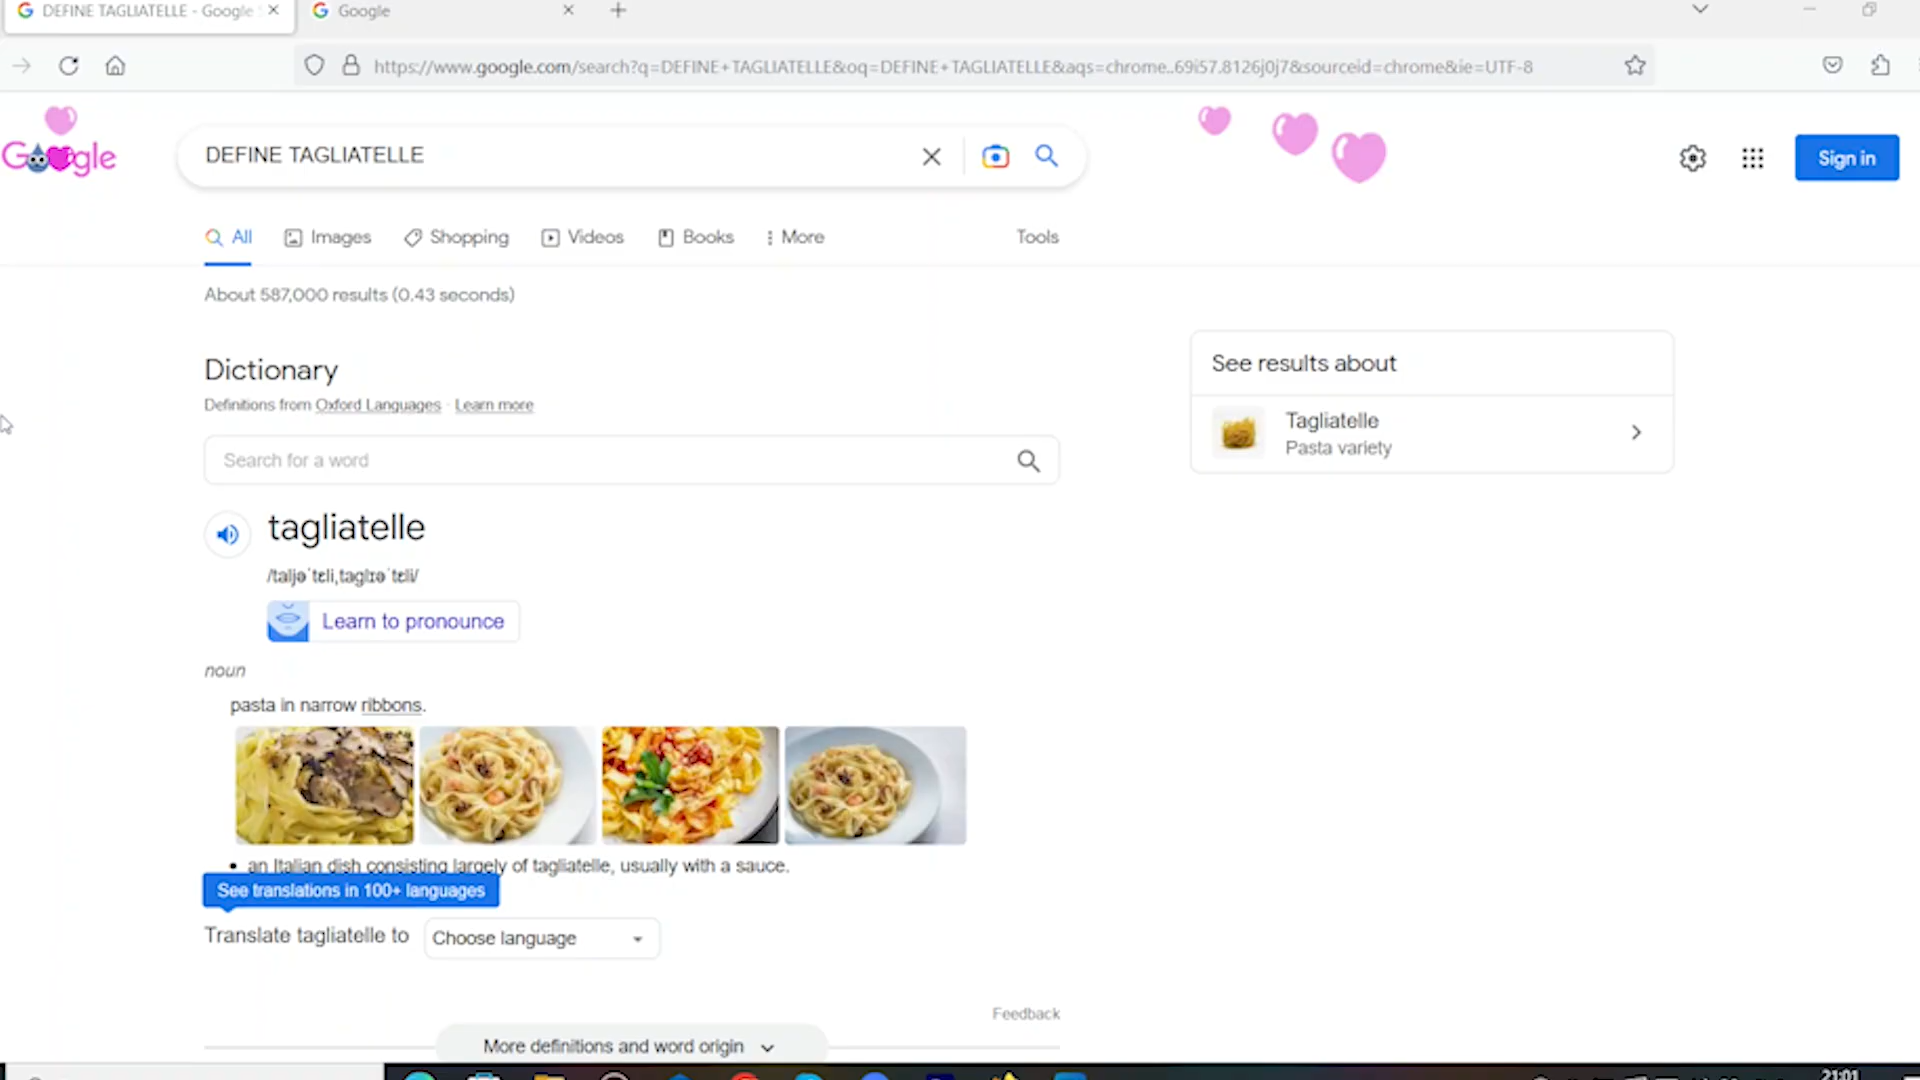 DEFINE TAGLIATELLE - Google
Google
https://www.google.com/search?q=DEFINE+TAGLIATELLE&oq=DEFINE+TAGLIATELLE&aqs=chrome..69i57.8126j0j7&sourceid=chrome&ie=UTF-8
Google
DEFINE TAGLIATELLE
Sign in
All Images Shopping Videos Books More Tools
About 587,000 results (0.43 seconds)
See results about
Tagliatelle
Pasta variety
Dictionary
Definitions from Oxford Languages · Learn more
Search for a word
tagliatelle
/taljəˈtɛli,taɡlɪəˈtɛli/
Learn to pronounce
noun
pasta in narrow ribbons.
• an Italian dish consisting largely of tagliatelle, usually with a sauce.
See translations in 100+ languages
Translate tagliatelle to Choose language
Feedback
More definitions and word origin
21:01